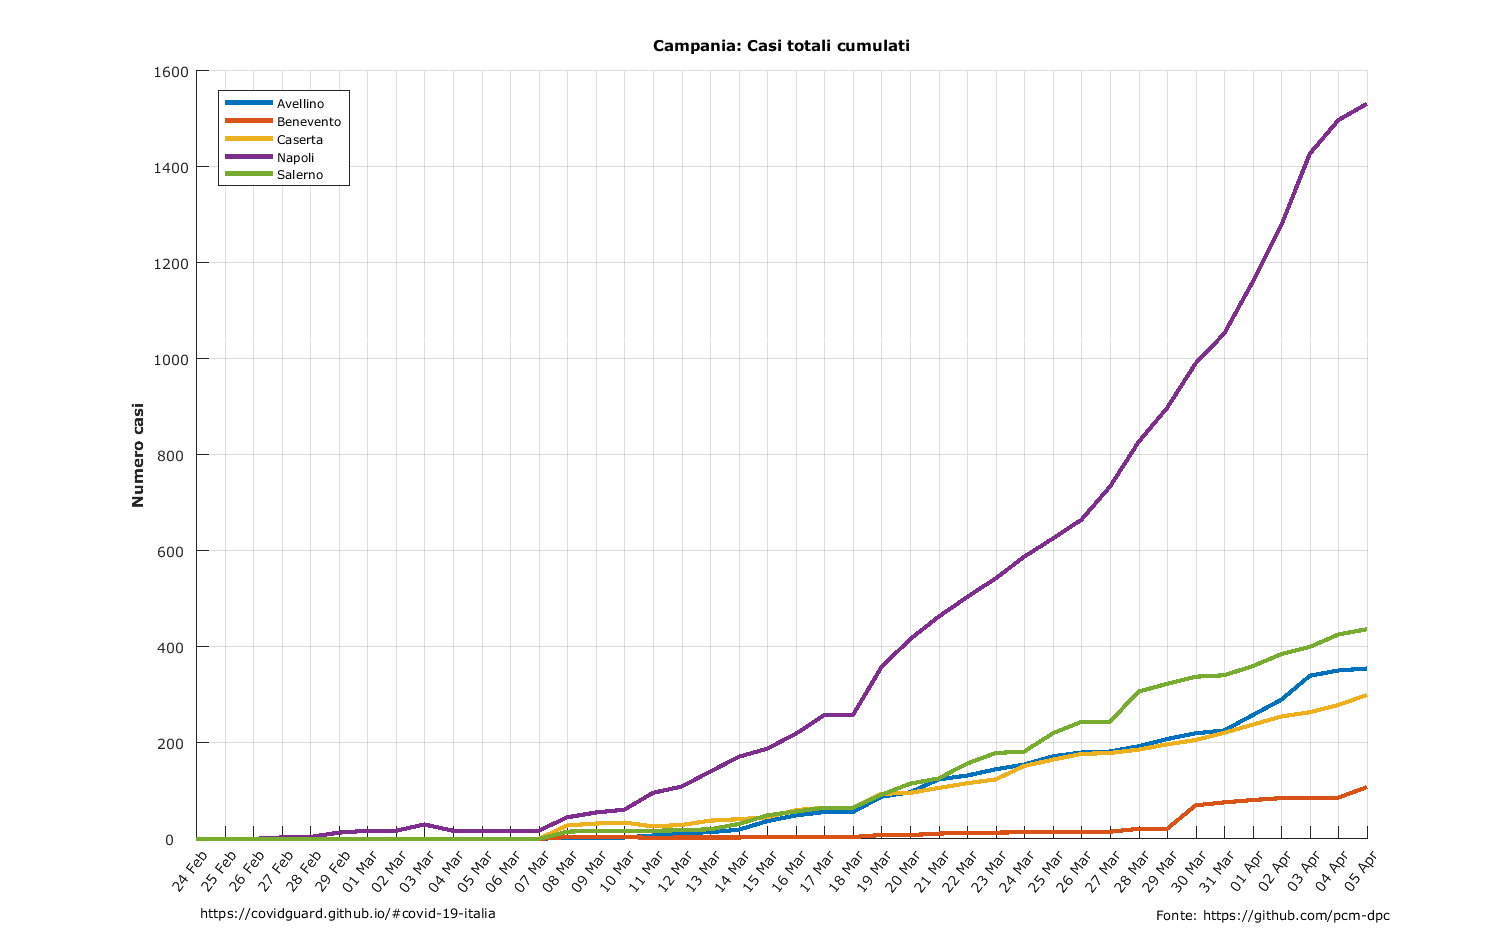 Campania: Casi totali cumulati
1600
1400
1200
1000
800
600
400
200
0
Numero casi
Avellino
Benevento
Caserta
Napoli
Salerno
24 Feb
25 Feb
26 Feb
27 Feb
28 Feb
29 Feb
01 Mar
02 Mar
03 Mar
04 Mar
05 Mar
06 Mar
07 Mar
08 Mar
09 Mar
10 Mar
11 Mar
12 Mar
13 Mar
14 Mar
15 Mar
16 Mar
17 Mar
18 Mar
19 Mar
20 Mar
21 Mar
22 Mar
23 Mar
24 Mar
25 Mar
26 Mar
27 Mar
28 Mar
29 Mar
30 Mar
31 Mar
01 Apr
02 Apr
03 Apr
04 Apr
05 Apr
https://covidguard.github.io/#covid-19-italia
Fonte: https://github.com/pcm-dpc